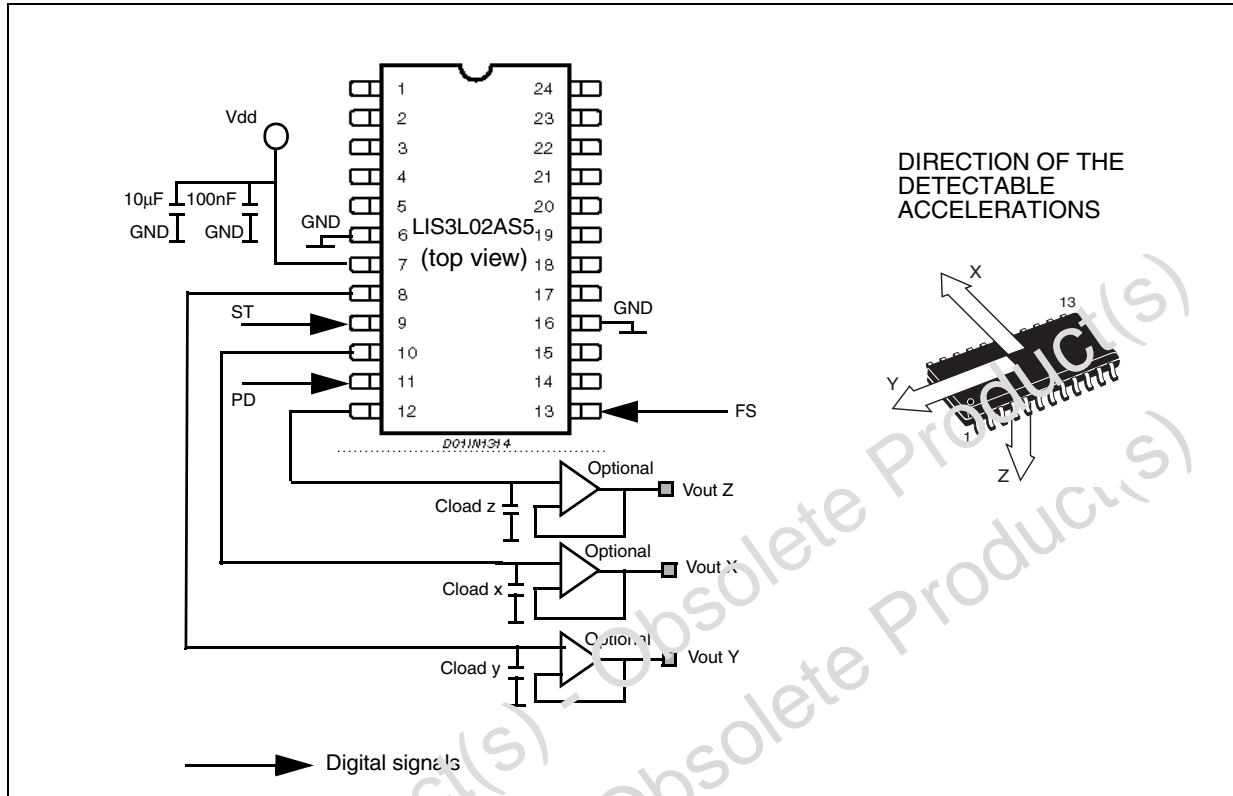 Vdd
10µF
100nF
GND
GND
GND
1
2
3
4
5
6
7
8
9
10
11
12
24
23
22
21
20
19
18
17
16
15
14
13
LIS3L02AS5
(top view)
ST
PD
GND
FS
D01IN1314
DIRECTION OF THE
DETECTABLE
ACCELERATIONS
X
13
Y
1
Z
Optional
Cload z
Vout Z
Optional
Cload x
Vout X
Optional
Cload y
Vout Y
Digital signals
ct(s) - Obsolete Product(s)
Obsolete Product(s)